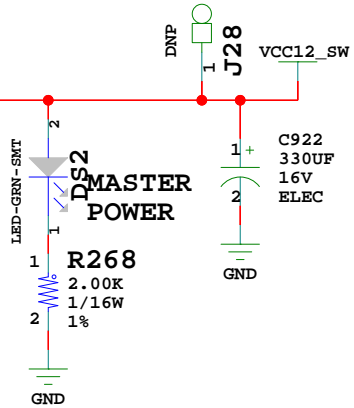 DNP
1
J28
VCC12_SW
2
LED-GRN-SMT
DS2
MASTER
POWER
1
1
+
2
C922
330UF
16V
ELEC
GND
1
R268
2.00K
1/16W
2
1%
GND